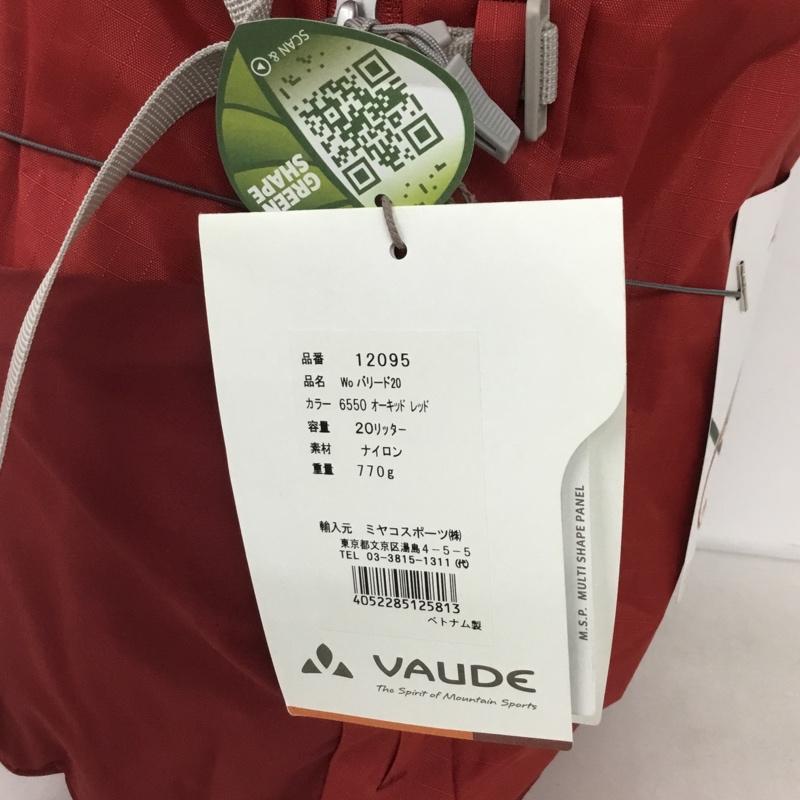 SCAN &
GREEN
SHAPE
品番 12095
品名 Wo バリード20
カラー 6550 オーキッド レッド
容量 20リッター
素材 ナイロン
重量 770g
輸入元 ミヤコスポーツ㈱
東京都文京区湯島4-5-5
TEL 03-3815-1311 ㈹
4052285125813
ベトナム製
VAUDE
The Spirit of Mountain Sports
M.S.P. MULTI SHAPE PANEL